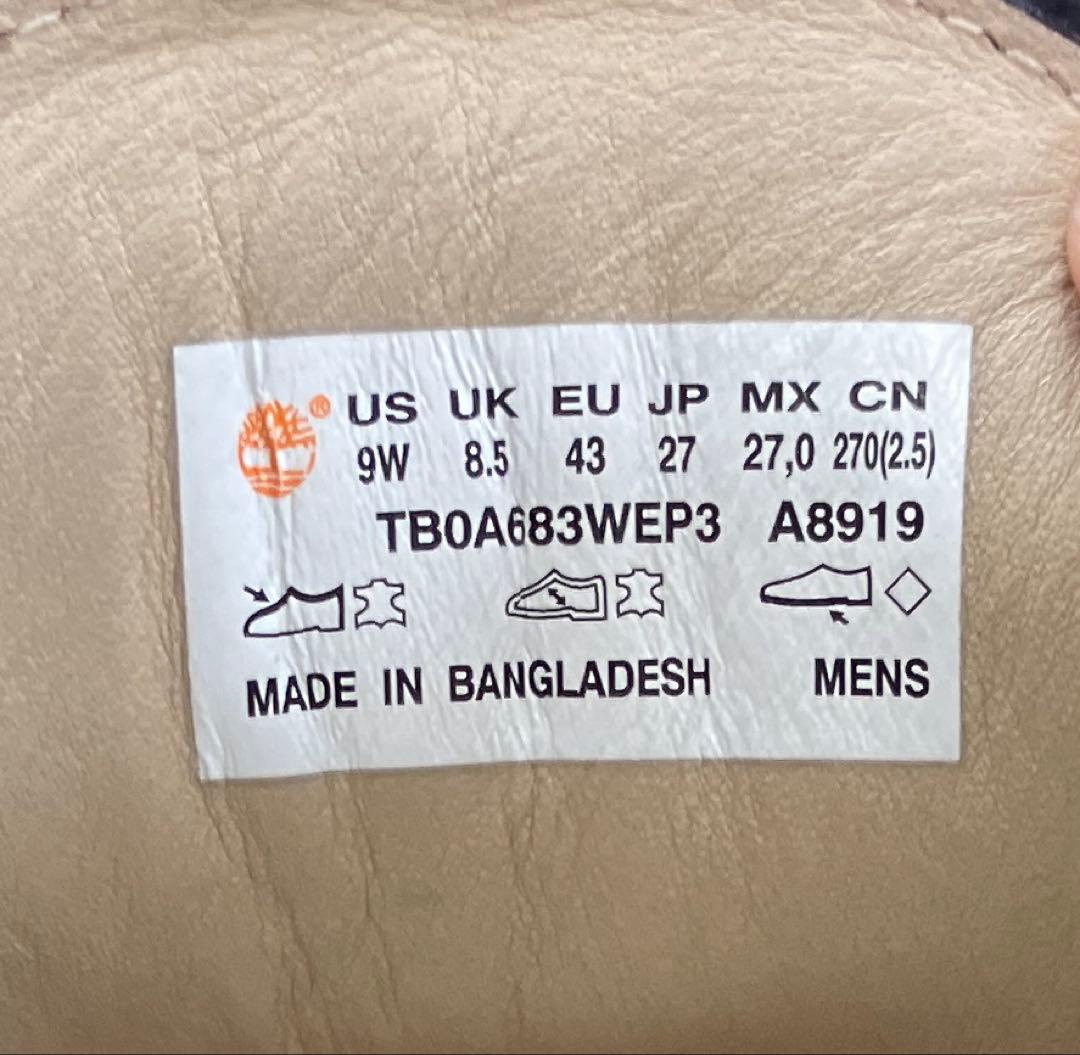 ® US UK EU JP MX CN
9W 8.5 43 27 27,0 270(2.5)
TB0A683WEP3 A8919
MADE IN BANGLADESH MENS